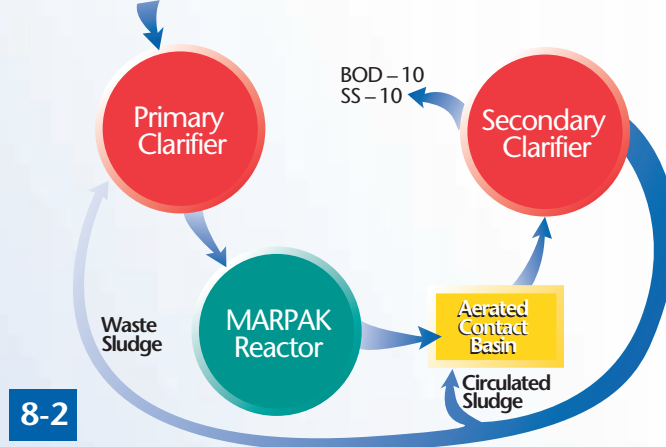 Primary
Clarifier
BOD – 10
SS – 10
Secondary
Clarifier
MARPAK
Reactor
Aerated
Contact
Basin
Waste
Sludge
Circulated
Sludge
8-2